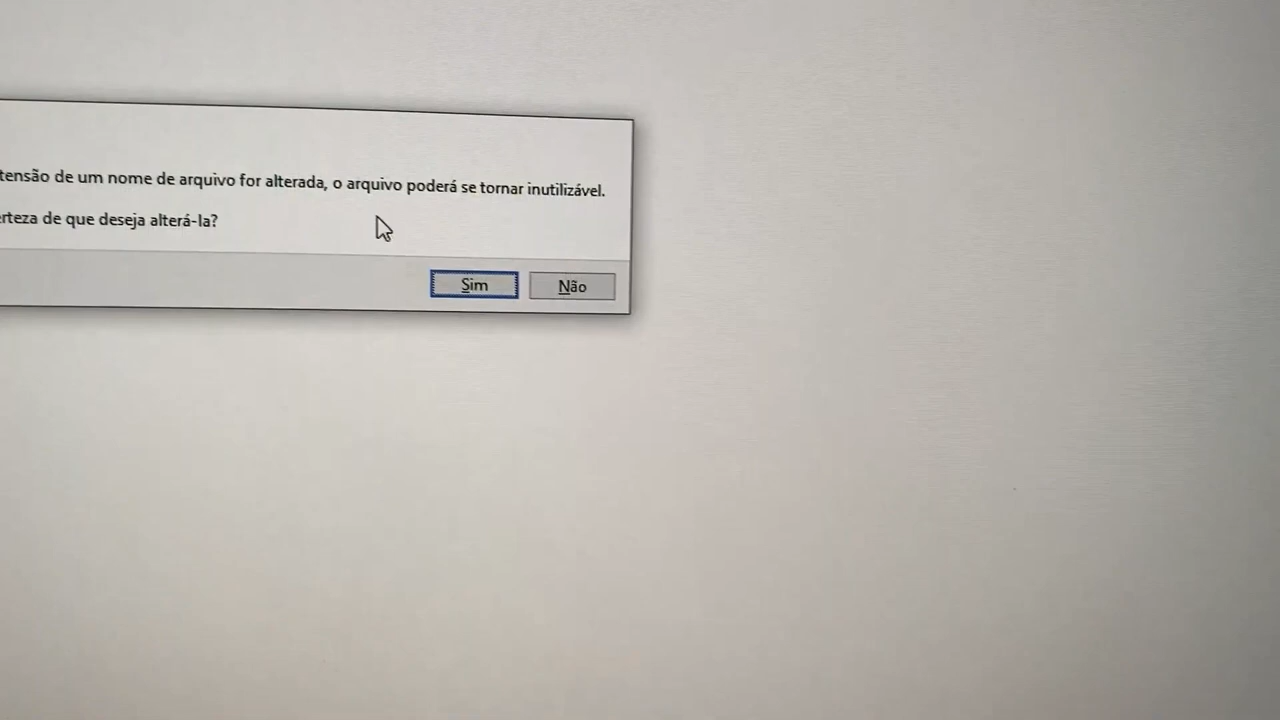 tensão de um nome de arquivo for alterada, o arquivo poderá se tornar inutilizável.
erteza de que deseja alterá-la?
Sim
Não